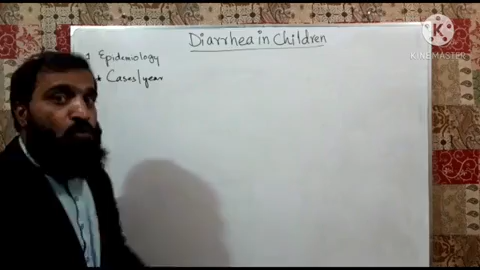 Diarrhea in Children
Epidemiology
* Cases/year
K
KINEMASTER